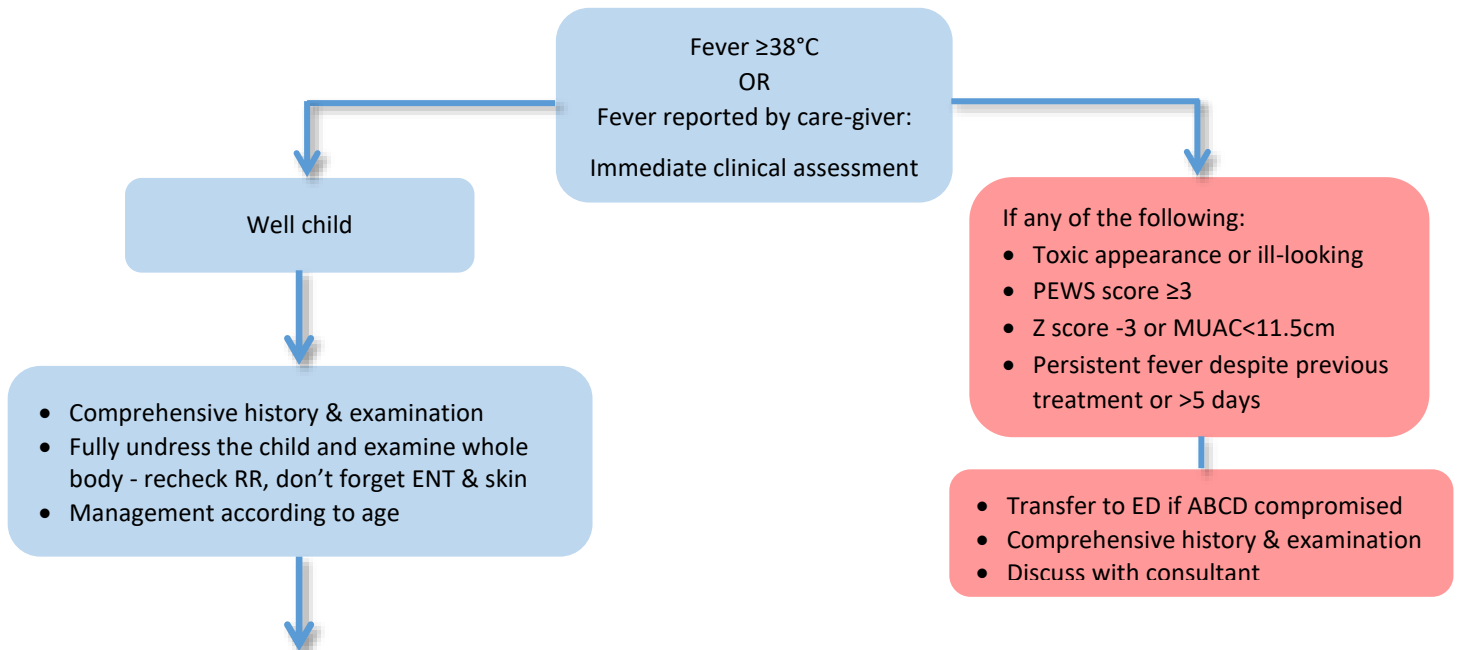 Fever ≥38°C
OR
Fever reported by care-giver:
Immediate clinical assessment
Well child
• Comprehensive history & examination
• Fully undress the child and examine whole
body - recheck RR, don’t forget ENT & skin
• Management according to age
If any of the following:
• Toxic appearance or ill-looking
• PEWS score ≥3
• Z score -3 or MUAC<11.5cm
• Persistent fever despite previous
treatment or >5 days
• Transfer to ED if ABCD compromised
• Comprehensive history & examination
• Discuss with consultant